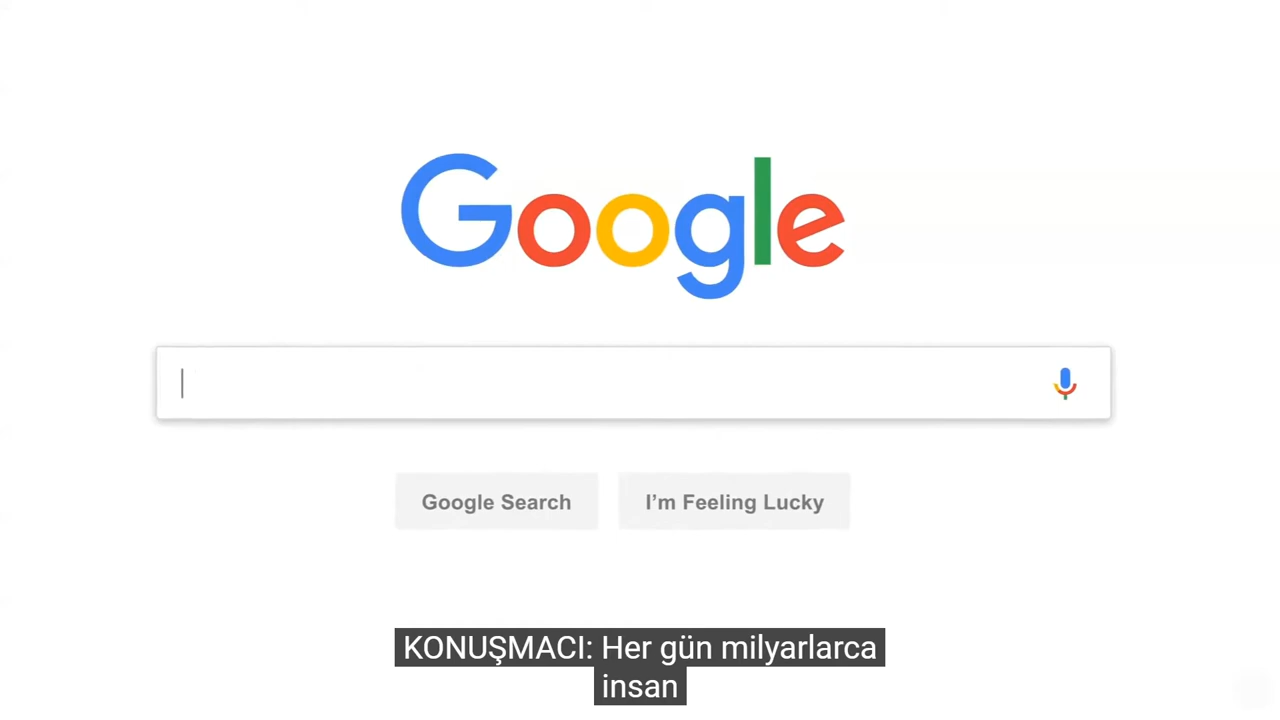 Google
Google Search
I'm Feeling Lucky
KONUŞMACI: Her gün milyarlarca
insan